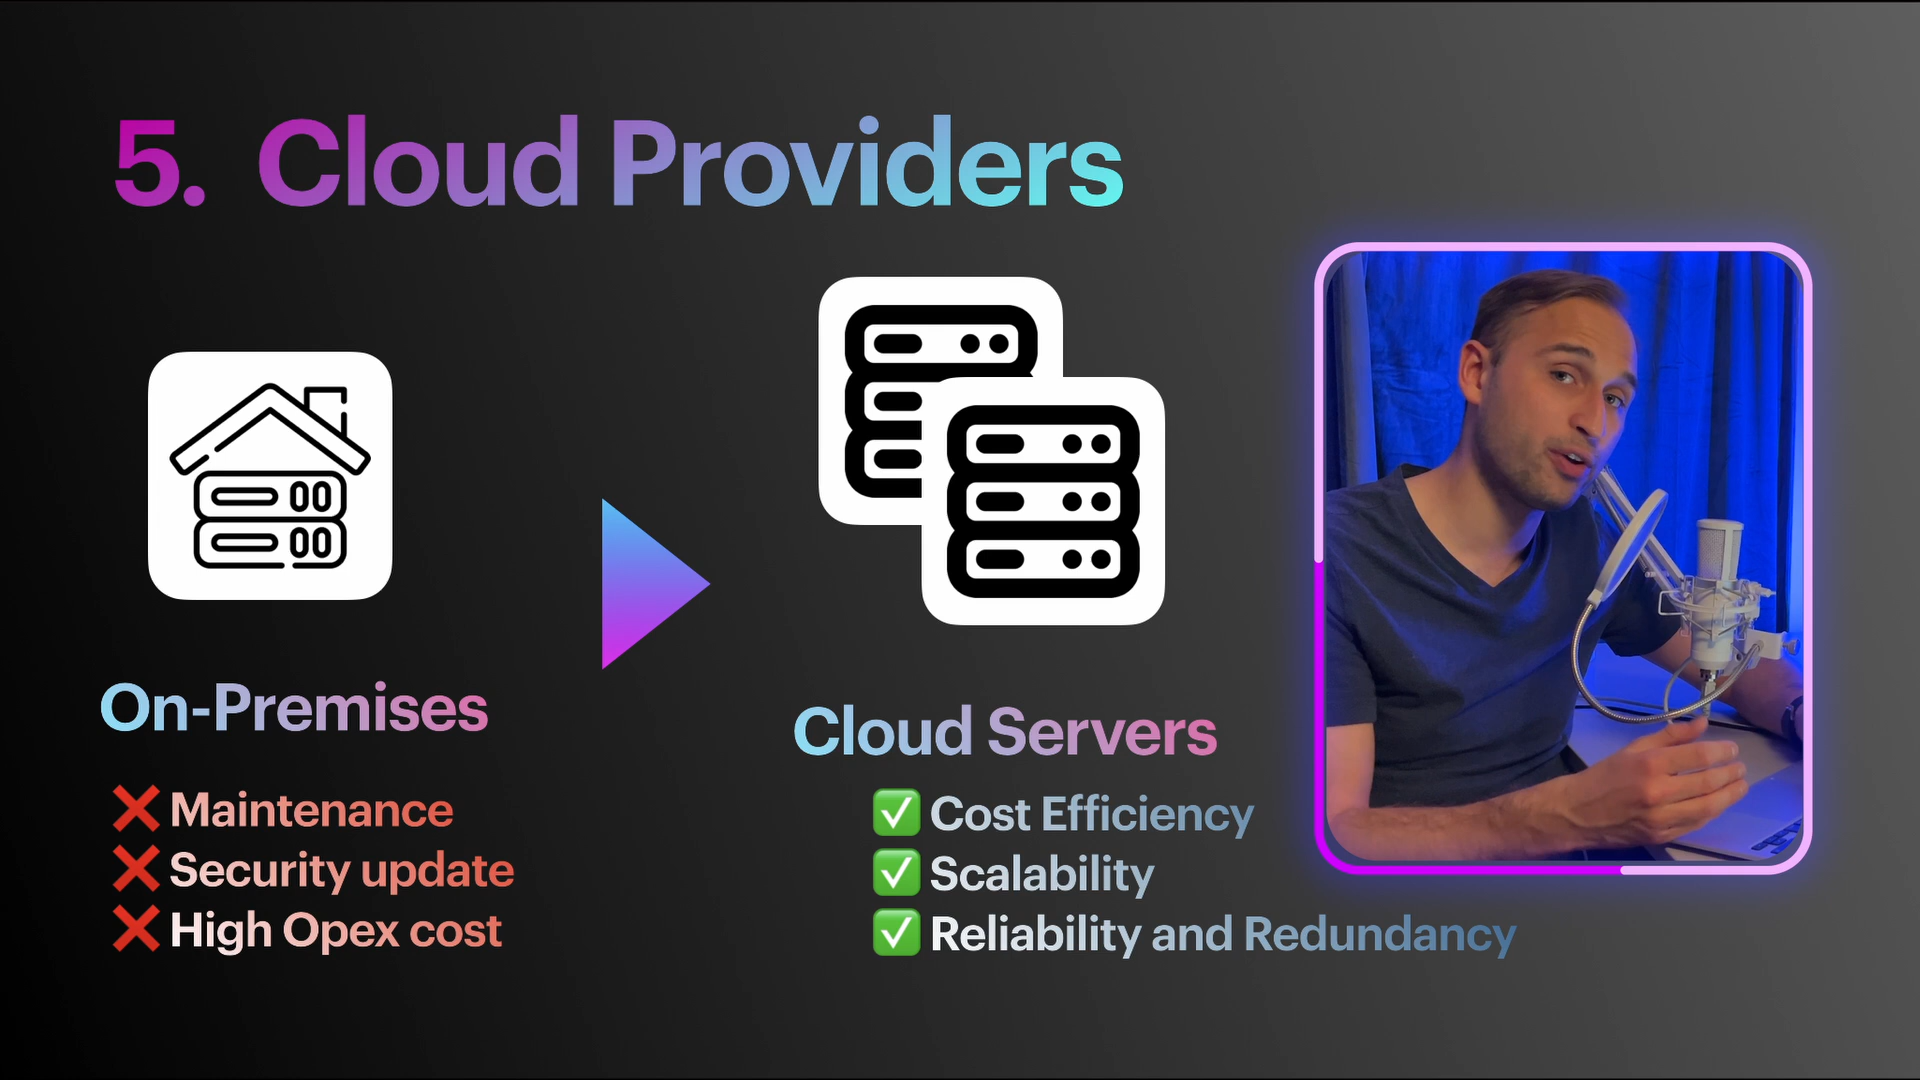 5. Cloud Providers
On-Premises
❌ Maintenance
❌ Security update
❌ High Opex cost
Cloud Servers
✅ Cost Efficiency
✅ Scalability
✅ Reliability and Redundancy